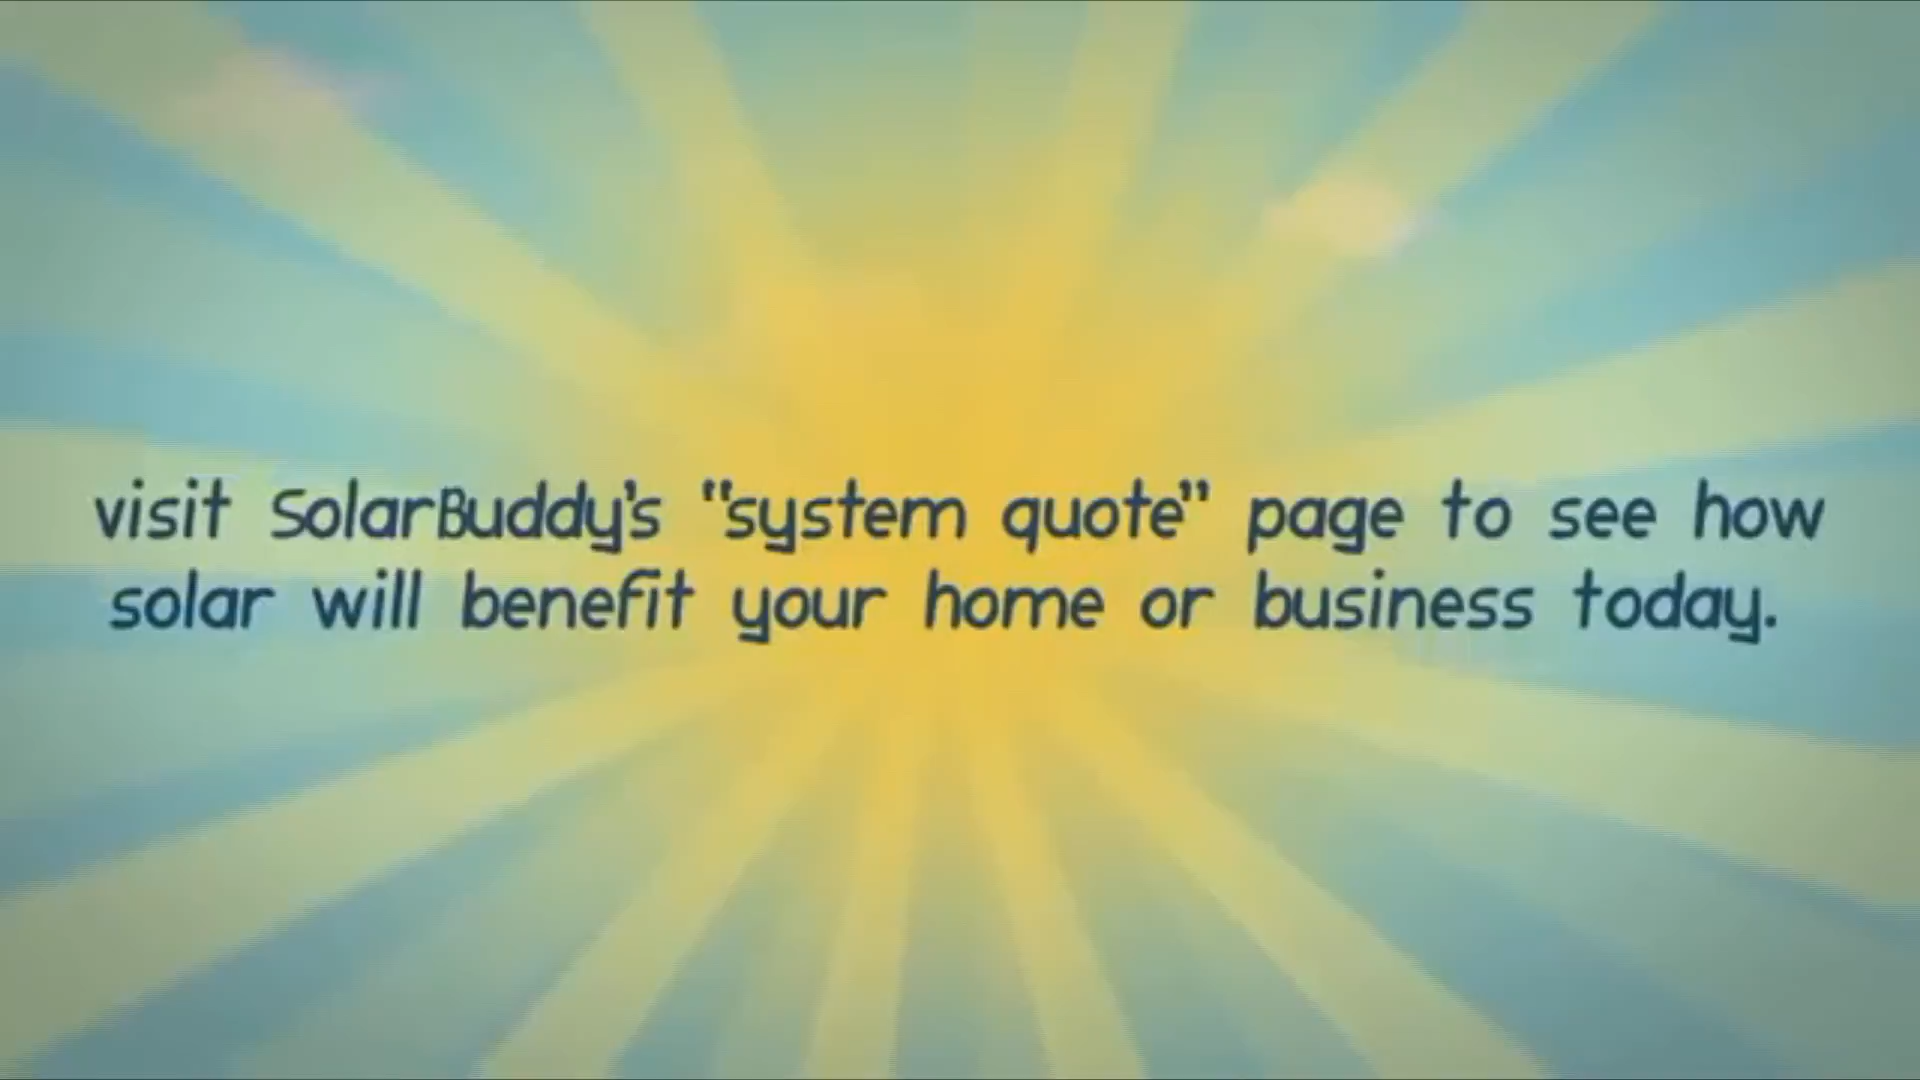 visit SolarBuddy's "system quote" page to see how
solar will benefit your home or business today.